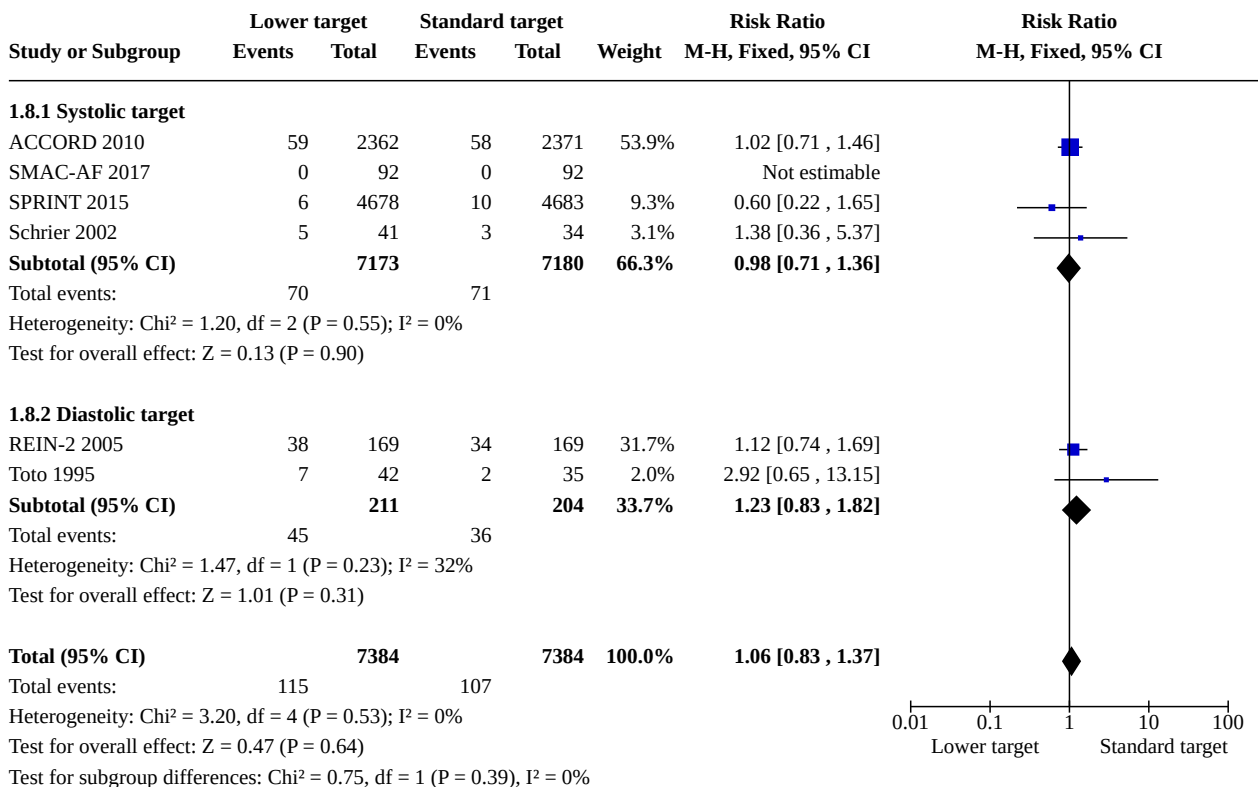 Lower target Standard target Risk Ratio Risk Ratio
Study or Subgroup Events Total Events Total Weight M-H, Fixed, 95% CI M-H, Fixed, 95% CI
1.8.1 Systolic target
ACCORD 2010 59 2362 58 2371 53.9% 1.02 [0.71 , 1.46]
SMAC-AF 2017 0 92 0 92 Not estimable
SPRINT 2015 6 4678 10 4683 9.3% 0.60 [0.22 , 1.65]
Schrier 2002 5 41 3 34 3.1% 1.38 [0.36 , 5.37]
Subtotal (95% CI) 7173 7180 66.3% 0.98 [0.71 , 1.36]
Total events: 70 71
Heterogeneity: Chi² = 1.20, df = 2 (P = 0.55); I² = 0%
Test for overall effect: Z = 0.13 (P = 0.90)
1.8.2 Diastolic target
REIN-2 2005 38 169 34 169 31.7% 1.12 [0.74 , 1.69]
Toto 1995 7 42 2 35 2.0% 2.92 [0.65 , 13.15]
Subtotal (95% CI) 211 204 33.7% 1.23 [0.83 , 1.82]
Total events: 45 36
Heterogeneity: Chi² = 1.47, df = 1 (P = 0.23); I² = 32%
Test for overall effect: Z = 1.01 (P = 0.31)
Total (95% CI) 7384 7384 100.0% 1.06 [0.83 , 1.37]
Total events: 115 107
Heterogeneity: Chi² = 3.20, df = 4 (P = 0.53); I² = 0%
Test for overall effect: Z = 0.47 (P = 0.64)
Test for subgroup differences: Chi² = 0.75, df = 1 (P = 0.39), I² = 0%
0.01 0.1 1 10 100
Lower target Standard target